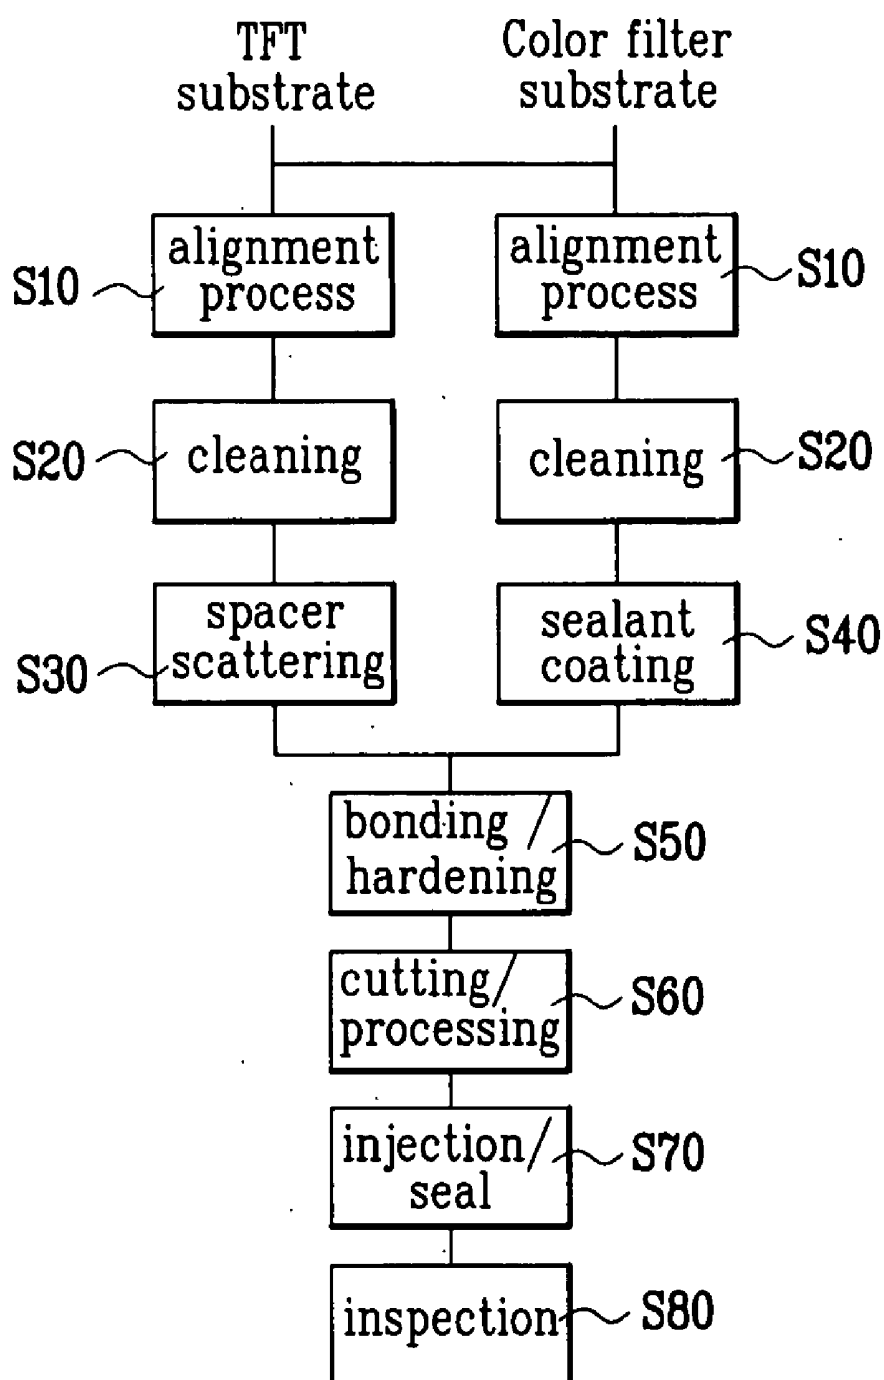 TFT
substrate
Color filter
substrate
alignment
process
S10
alignment
process
S10
cleaning
S20
cleaning
S20
spacer
scattering
S30
sealant
coating
S40
bonding /
hardening
S50
cutting/
processing
S60
injection/
seal
S70
inspection
S80